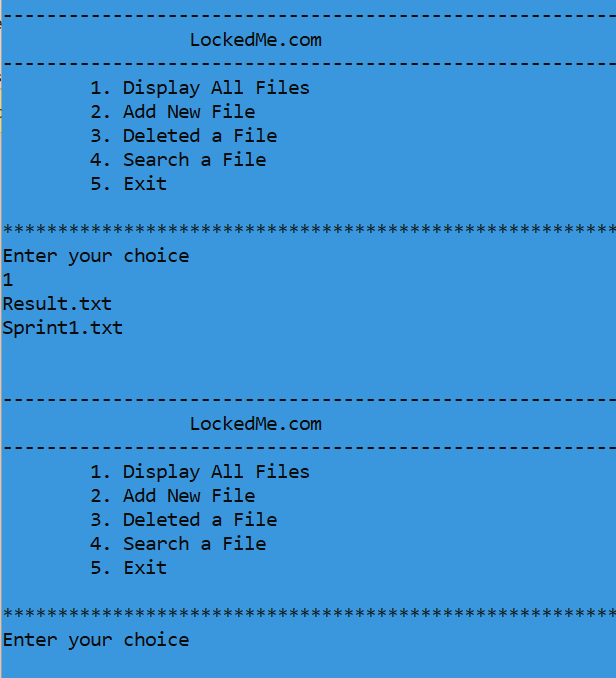 --------------------------------------------------------
LockedMe.com
--------------------------------------------------------
1. Display All Files
2. Add New File
3. Deleted a File
4. Search a File
5. Exit
********************************************************
Enter your choice
1
Result.txt
Sprint1.txt
--------------------------------------------------------
LockedMe.com
--------------------------------------------------------
1. Display All Files
2. Add New File
3. Deleted a File
4. Search a File
5. Exit
********************************************************
Enter your choice